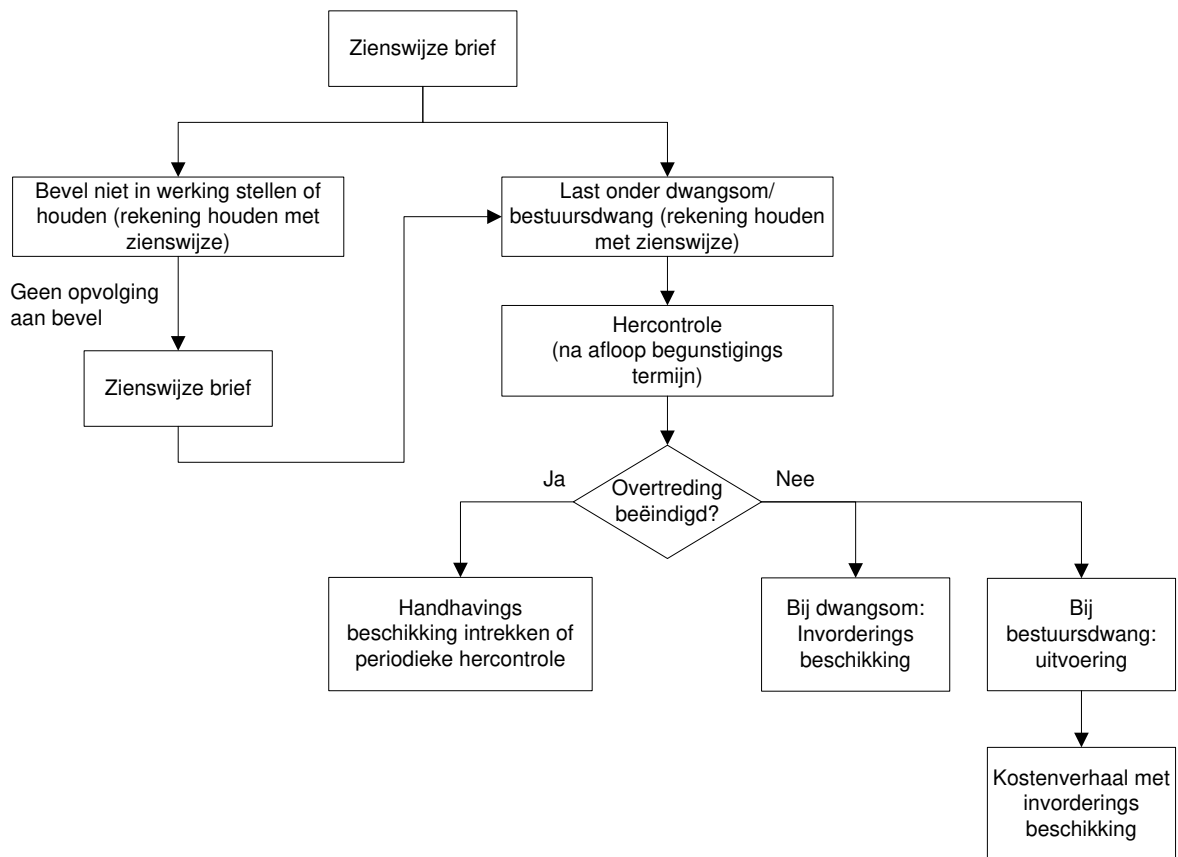 Zienswijze brief
Bevel niet in werking stellen of
houden (rekening houden met
zienswijze)
Last onder dwangsom/
bestuursdwang (rekening houden
met zienswijze)
Geen opvolging
aan bevel
Zienswijze brief
Hercontrole
(na afloop begunstigings
termijn)
Ja
Overtreding
beëindigd?
Nee
Handhavings
beschikking intrekken of
periodieke hercontrole
Bij dwangsom:
Invorderings
beschikking
Bij
bestuursdwang:
uitvoering
Kostenverhaal met
invorderings
beschikking